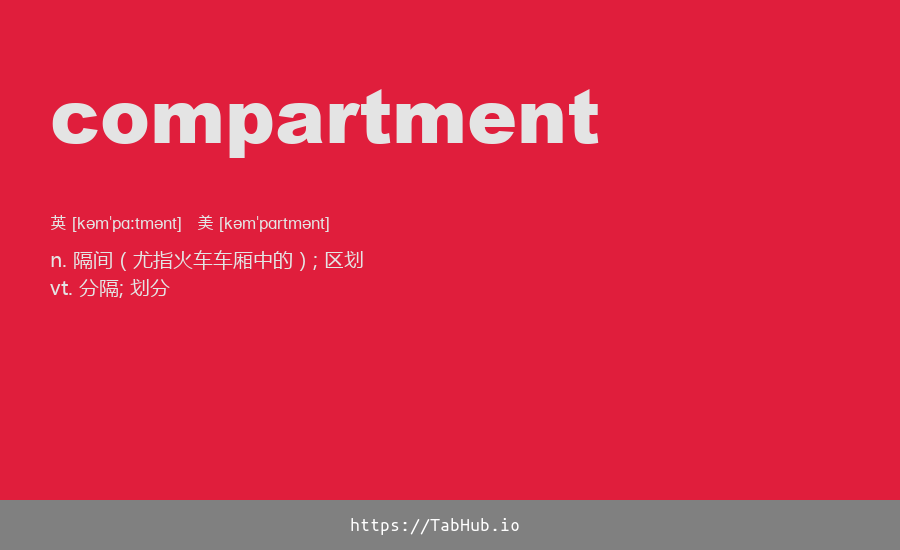 compartment
英 [kəmˈpɑːtmənt] 美 [kəmˈpɑrtmənt]
n. 隔间 ( 尤指火车车厢中的 ) ; 区划
vt. 分隔; 划分
https://TabHub.io